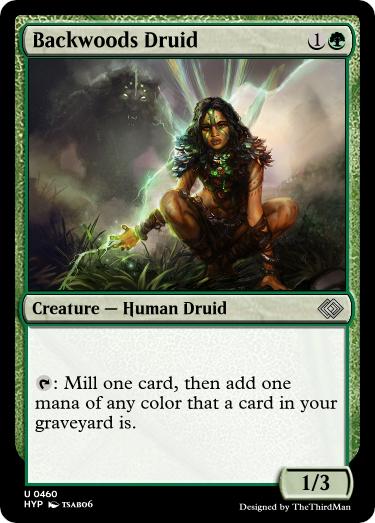 Backwoods Druid 1
Creature — Human Druid
: Mill one card, then add one
mana of any color that a card in your
graveyard is.
1/3
U 0460
HYP TSABO6
Designed by TheThirdMan